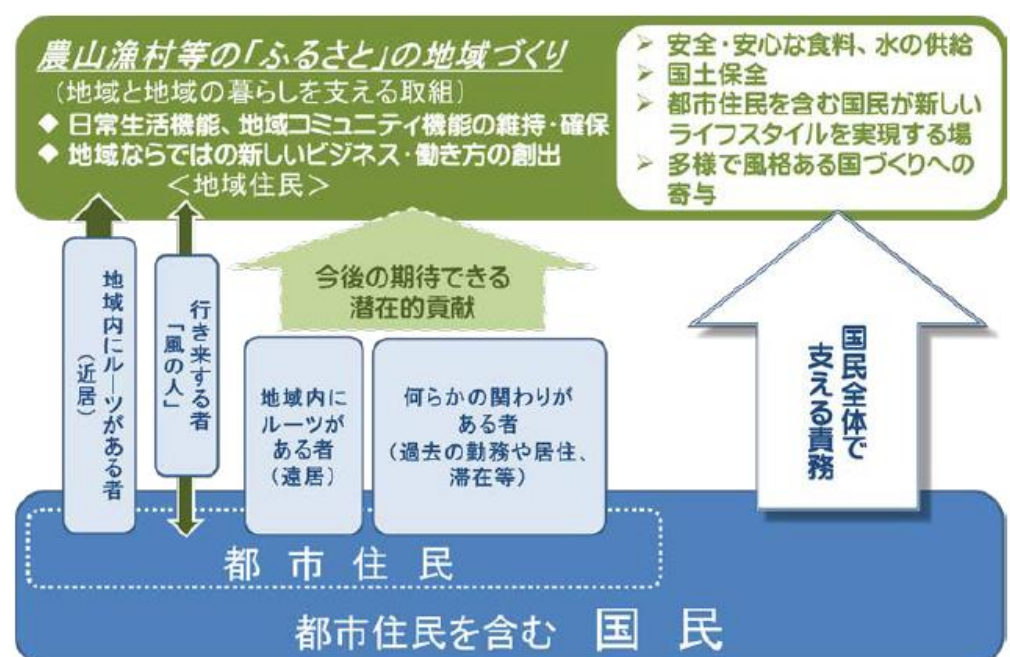 農山漁村等の「ふるさと」の地域づくり
（地域と地域の暮らしを支える取組）
◆ 日常生活機能、地域コミュニティ機能の維持・確保
◆ 地域ならではの新しいビジネス・働き方の創出
＜地域住民＞
➢ 安全・安心な食料、水の供給
➢ 国土保全
➢ 都市住民を含む国民が新しい
ライフスタイルを実現する場
➢ 多様で風格ある国づくりへの
寄与
地域内にルーツがある者
（近居）
行き来する者
「風の人」
今後の期待できる
潜在的貢献
地域内に
ルーツが
ある者
（遠居）
何らかの関わりが
ある者
（過去の勤務や居住、
滞在等）
国民全体で
支える責務
都市住民
都市住民を含む 国民